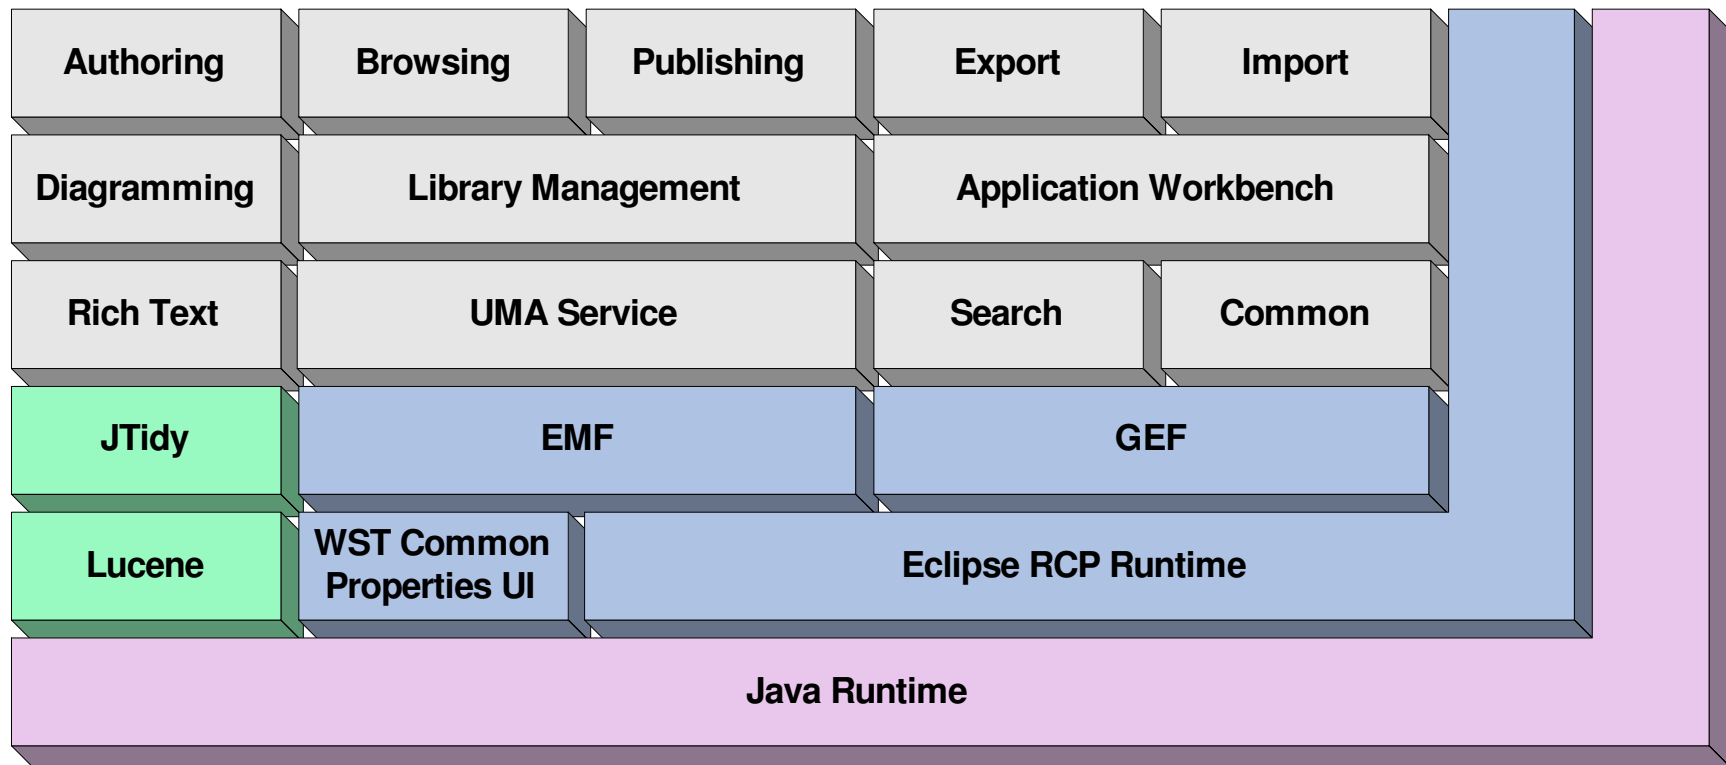 Authoring
Browsing
Publishing
Export
Import
Diagramming
Library Management
Application Workbench
Rich Text
UMA Service
Search
Common
JTidy
EMF
GEF
Lucene
WST Common
Properties UI
Eclipse RCP Runtime
Java Runtime